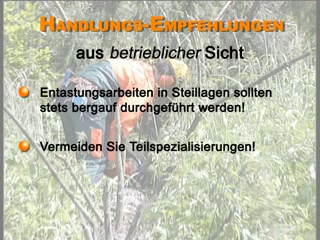 HANDLUNGS-EMPFEHLUNGEN
aus betrieblicher Sicht
Entastungsarbeiten in Steillagen sollten
stets bergauf durchgeführt werden!
Vermeiden Sie Teilspezialisierungen!